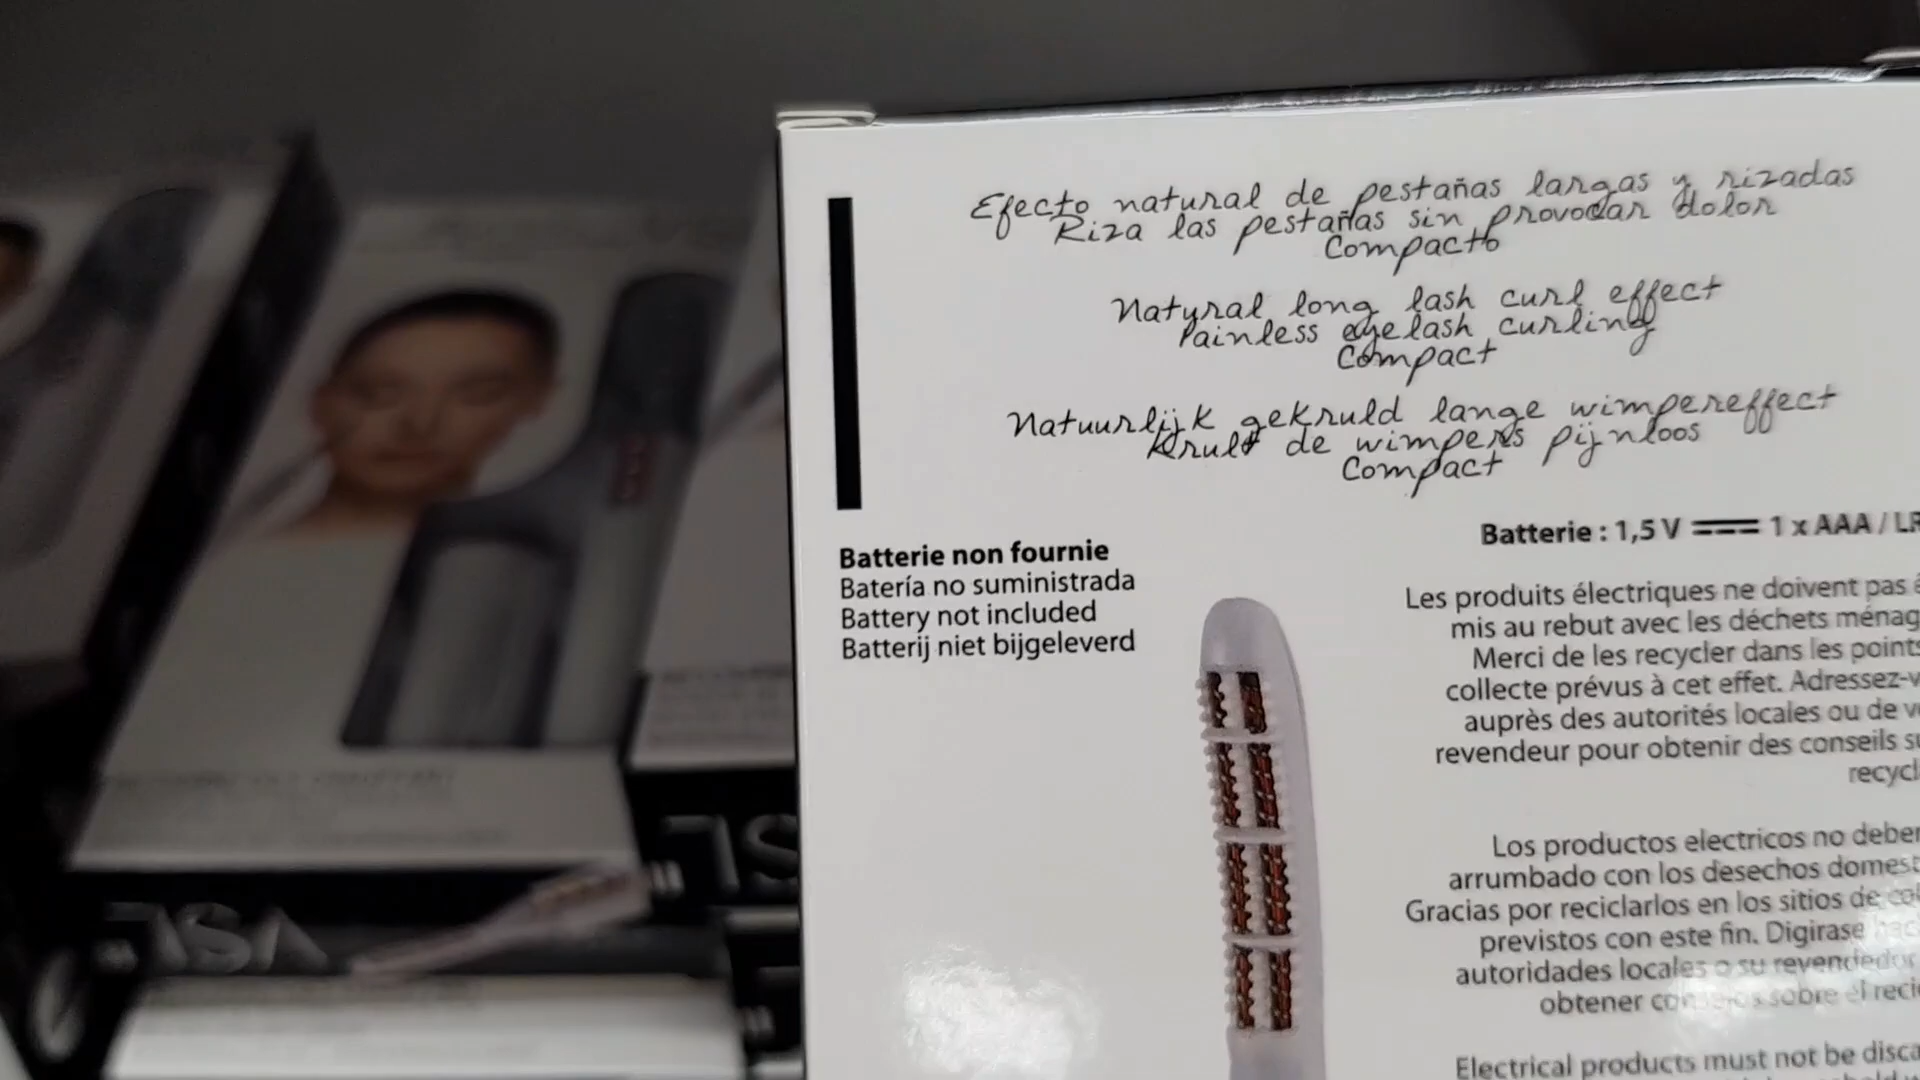 Efecto natural de pestañas largas y rizadas
Riza las pestañas sin provocar dolor
Compacto
Natural long lash curl effect
Painless eyelash curling
Compact
Natuurlijk gekruld lange wimpereffect
Krult de wimpers pijnloos
Compact
Batterie non fournie
Batería no suministrada
Battery not included
Batterij niet bijgeleverd
Batterie : 1,5 V 1 x AAA /
Les produits électriques ne doivent pas
mis au rebut avec les déchets
Merci de les recycler dans les points
collecte prévus à cet effet.
auprès des autorités locales ou de
revendeur pour obtenir des conseils
Los productos electricos no
arrumbado con los desechos
Gracias por reciclarlos en los sitios de
previstos con este fin. Digirase
autoridades locales o su revendedor
obtener consejos sobre el
Electrical products must not be